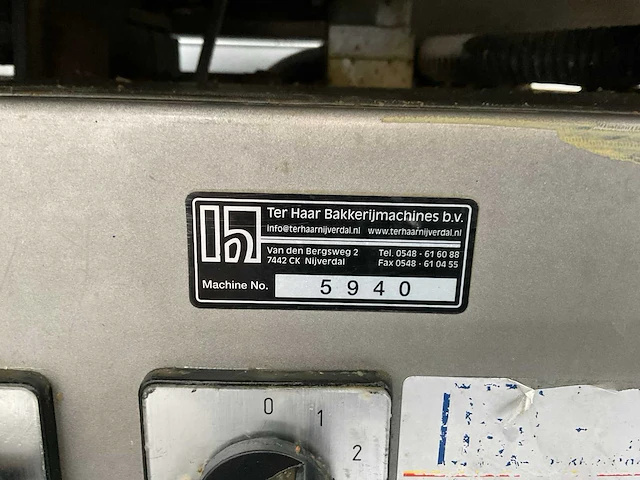 Ter Haar Bakkerijmachines b.v.
info@terhaarnijverdal.nl www.terhaarnijverdal.nl
Van den Bergsweg 2 Tel. 0548 - 61 60 88
7442 CK Nijverdal Fax 0548 - 61 04 55
Machine No. 5940
0
1
2